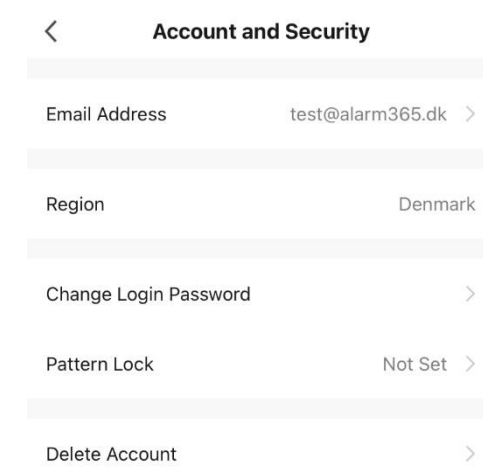 Account and Security
Email Address test@alarm365.dk
Region Denmark
Change Login Password
Pattern Lock Not Set
Delete Account